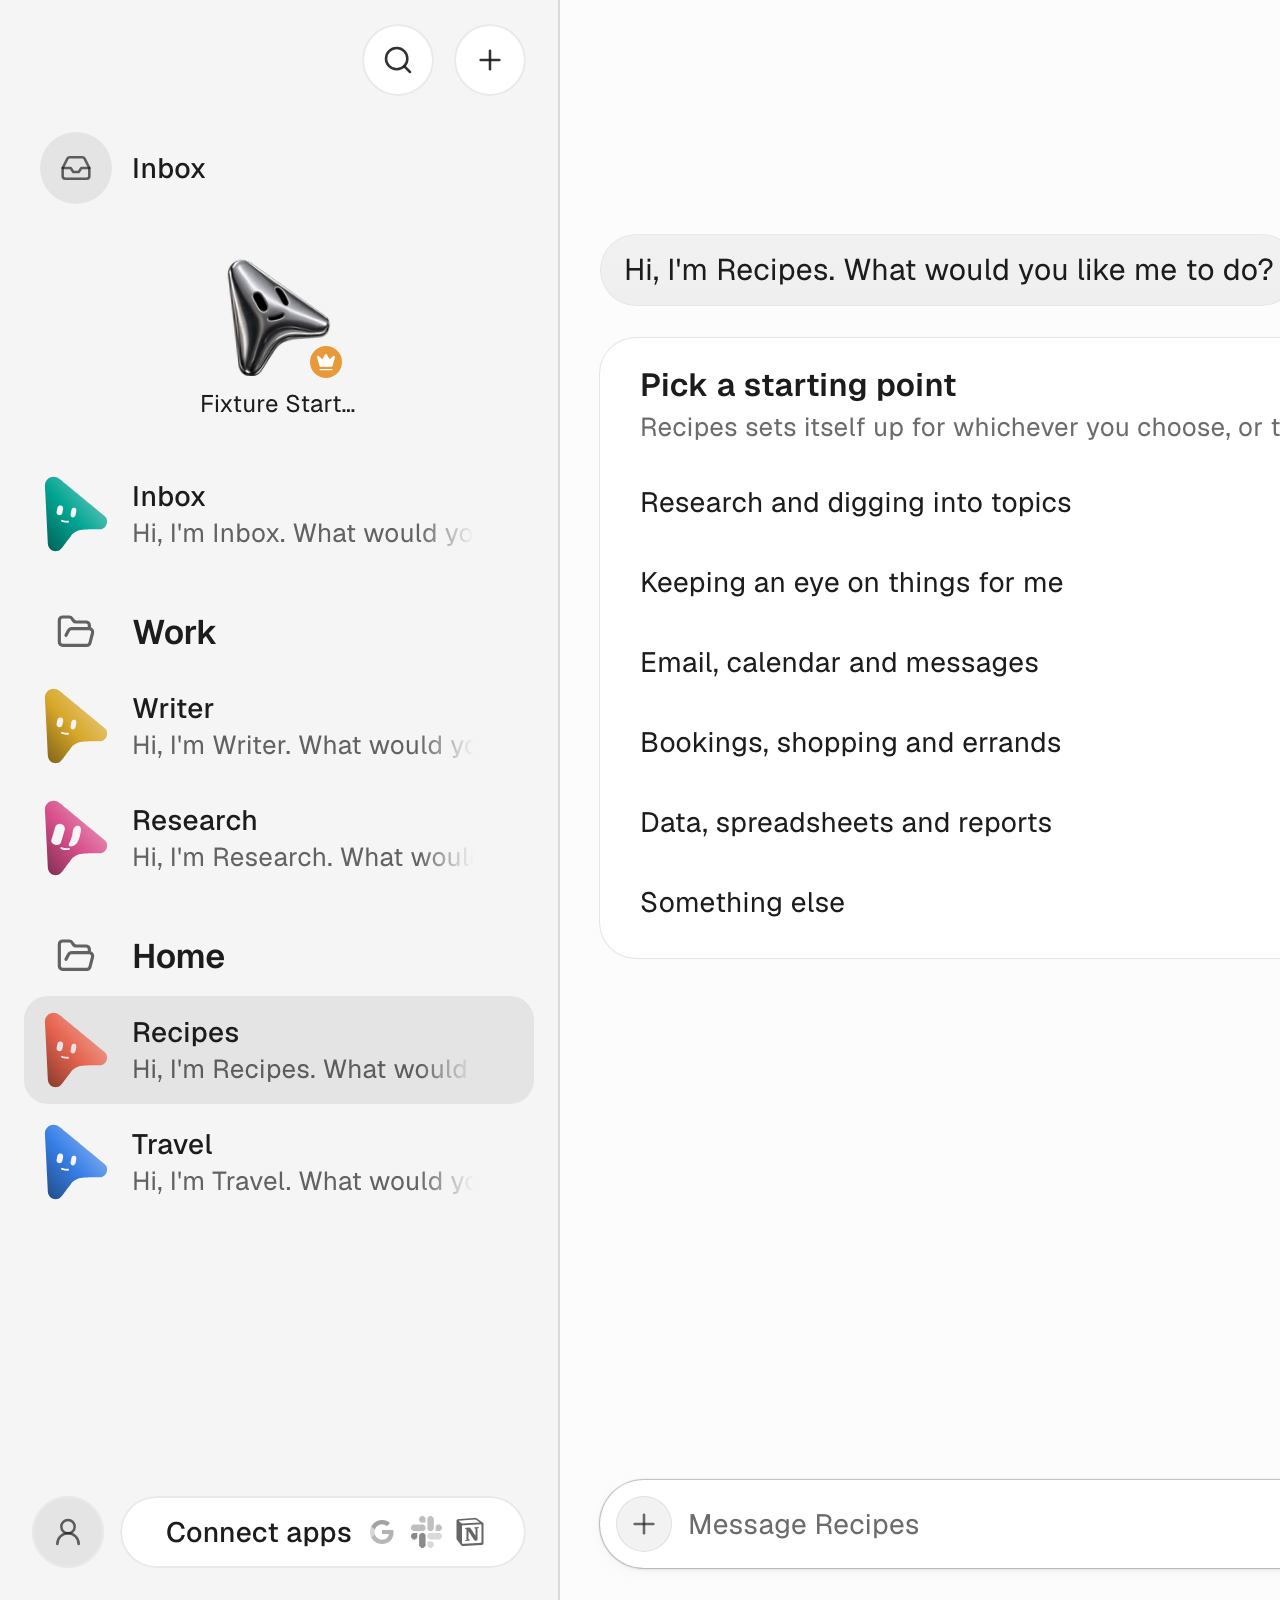 Inbox
Fixture Start...
Inbox
Hi, I'm Inbox. What would yo
Work
Writer
Hi, I'm Writer. What would yo
Research
Hi, I'm Research. What would
Home
Recipes
Hi, I'm Recipes. What would
Travel
Hi, I'm Travel. What would yo
Connect apps
Hi, I'm Recipes. What would you like me to do?
Pick a starting point
Recipes sets itself up for whichever you choose, or t
Research and digging into topics
Keeping an eye on things for me
Email, calendar and messages
Bookings, shopping and errands
Data, spreadsheets and reports
Something else
Message Recipes